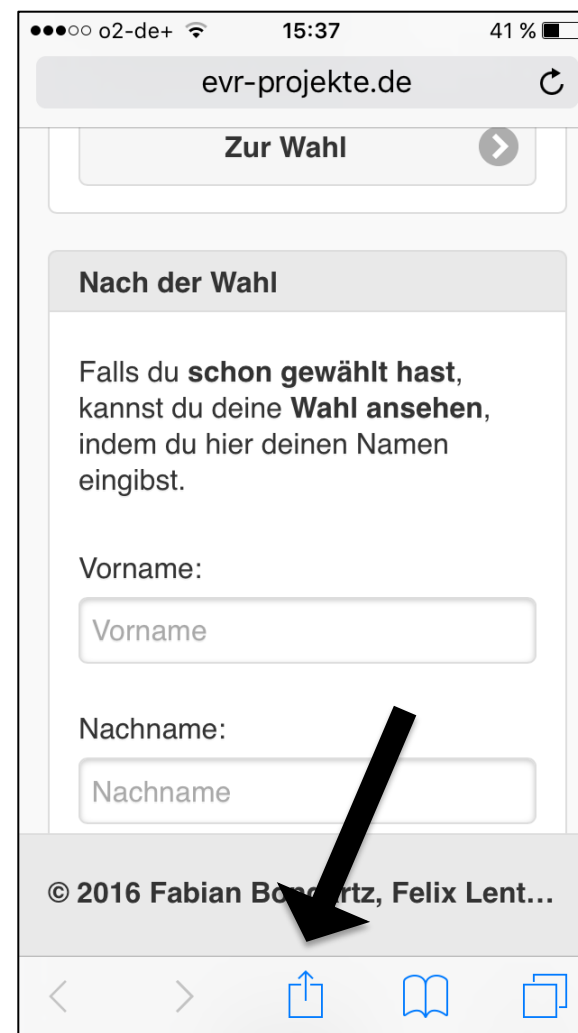 o2-de+ 15:37 41 %
evr-projekte.de
Zur Wahl
Nach der Wahl
Falls du schon gewählt hast,
kannst du deine Wahl ansehen,
indem du hier deinen Namen
eingibst.
Vorname:
Vorname
Nachname:
Nachname
© 2016 Fabian Felix Lent...